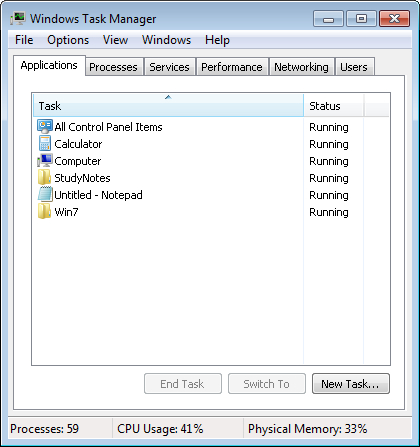 Windows Task Manager
File Options View Windows Help
Applications Processes Services Performance Networking Users
Task Status
All Control Panel Items Running
Calculator Running
Computer Running
StudyNotes Running
Untitled - Notepad Running
Win7 Running
End Task Switch To New Task...
Processes: 59 CPU Usage: 41% Physical Memory: 33%